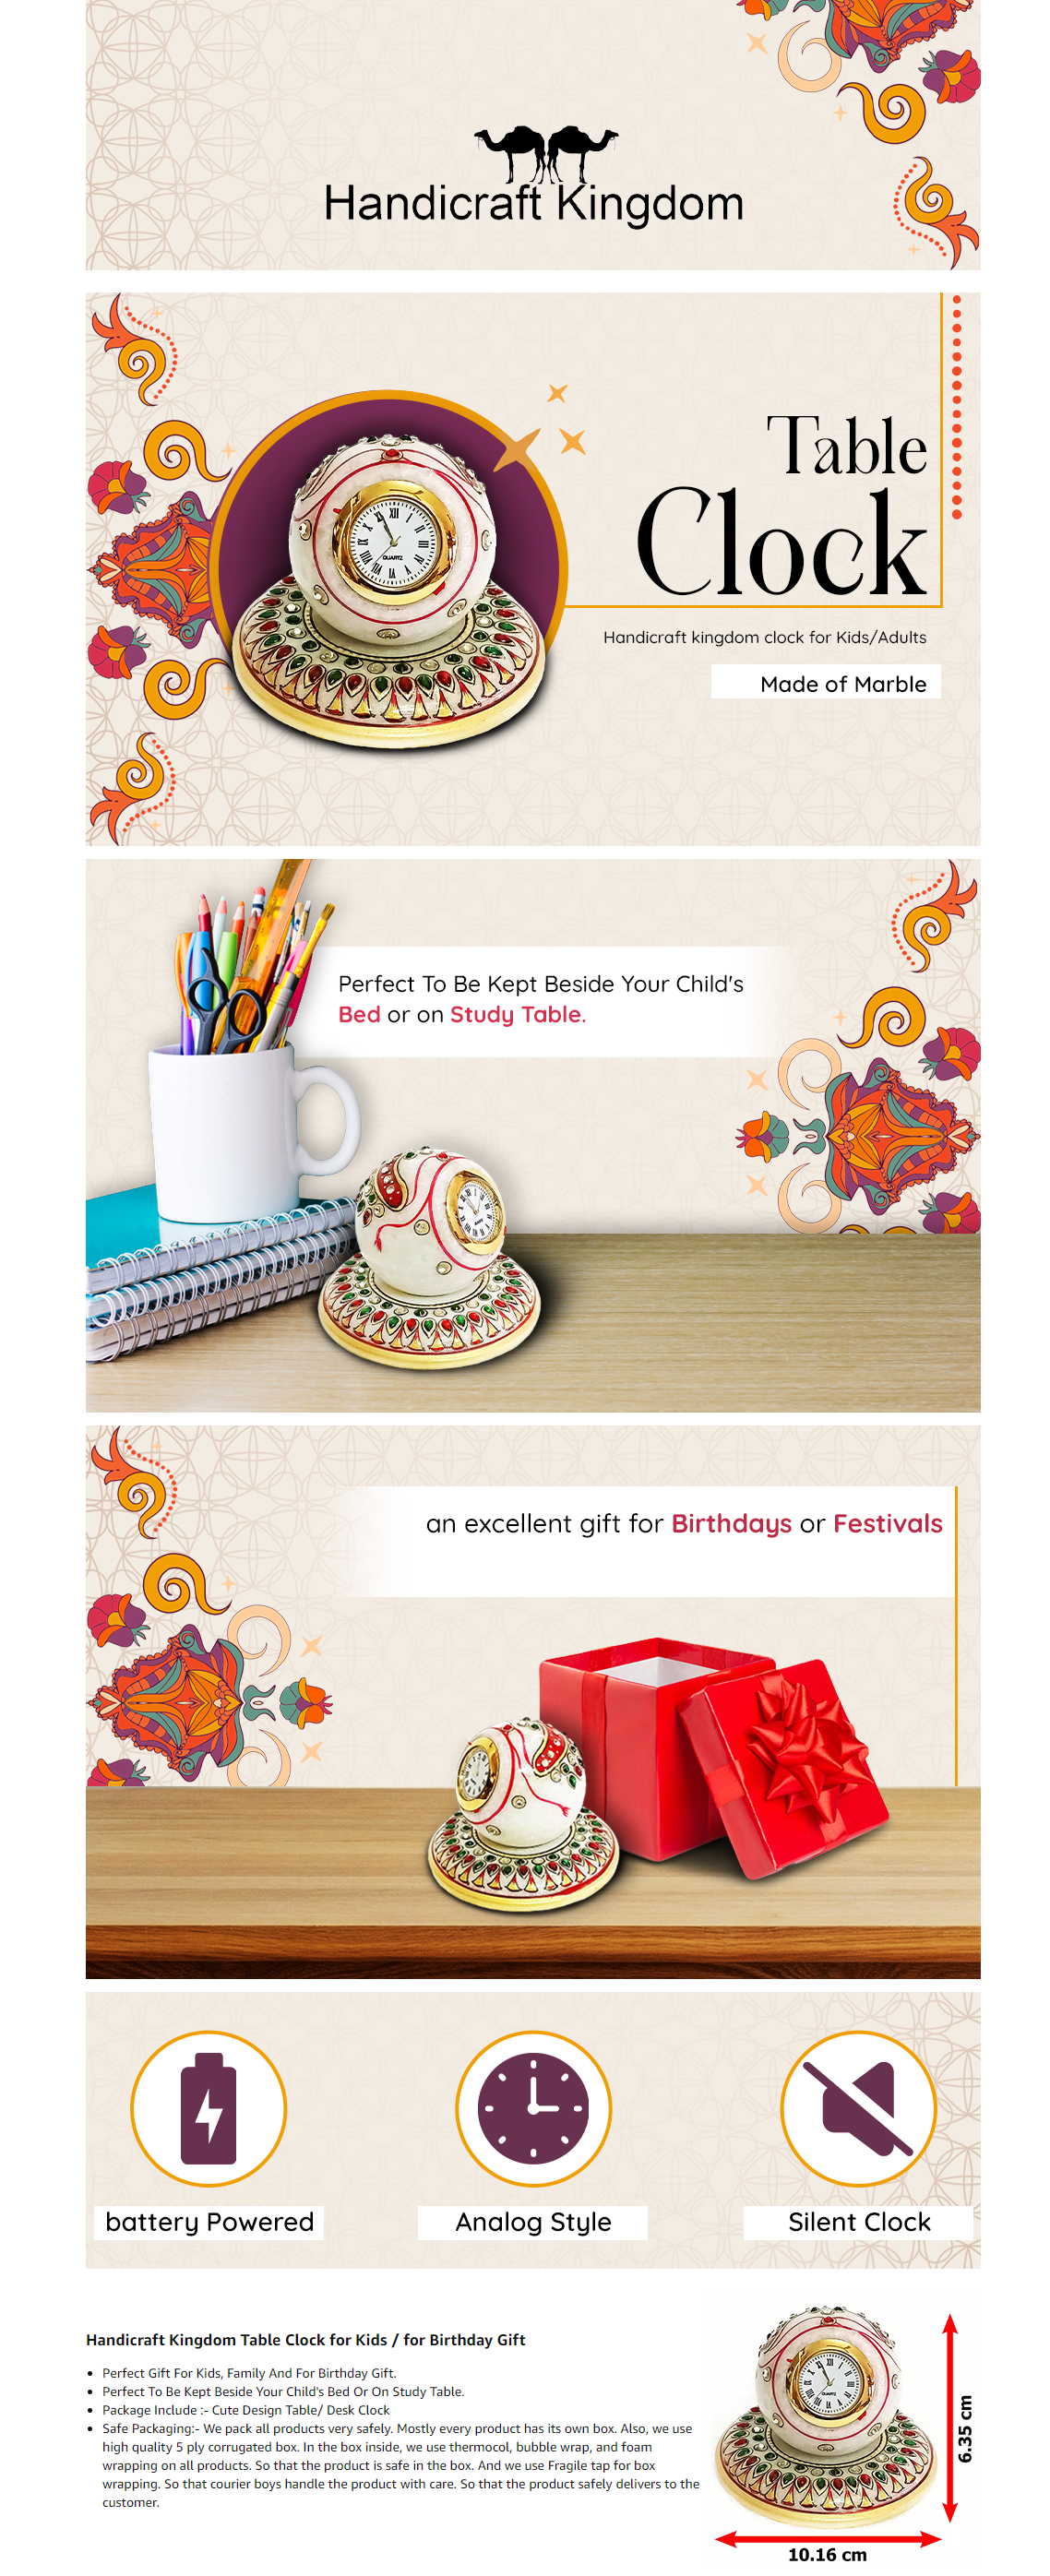 Handicraft Kingdom
Table
Clock
XII
QUARTZ
Handicraft kingdom clock for Kids/Adults
Made of Marble
Perfect To Be Kept Beside Your Child's
Bed or on Study Table.
an excellent gift for Birthdays or Festivals
battery Powered
Analog Style
Silent Clock
Handicraft Kingdom Table Clock for Kids / for Birthday Gift
• Perfect Gift For Kids, Family And For Birthday Gift.
• Perfect To Be Kept Beside Your Child's Bed Or On Study Table.
• Package Include :- Cute Design Table/ Desk Clock
• Safe Packaging:- We pack all products very safely. Mostly every product has its own box. Also, we use
high quality 5 ply corrugated box. In the box inside, we use thermocol, bubble wrap, and foam
wrapping on all products. So that the product is safe in the box. And we use Fragile tap for box
wrapping. So that courier boys handle the product with care. So that the product safely delivers to the
customer.
XII
QUARTZ
6.35 cm
10.16 cm